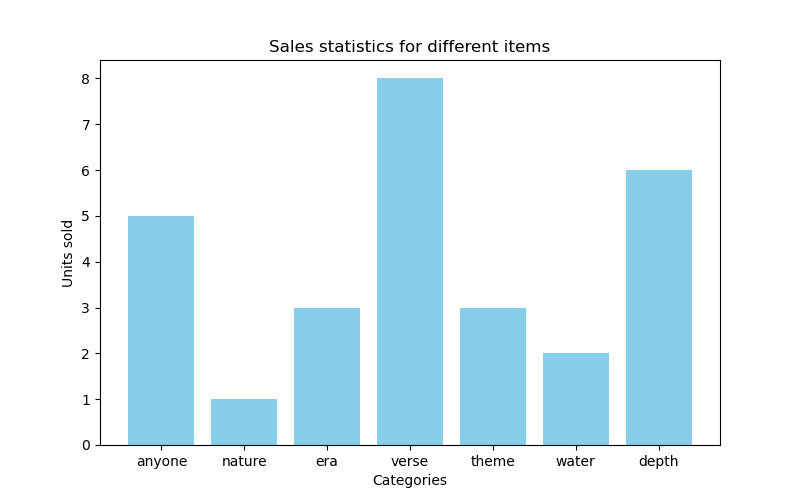 Sales statistics for different items
Units sold
8
7
6
5
4
3
2
1
0
anyone nature era verse theme water depth
Categories